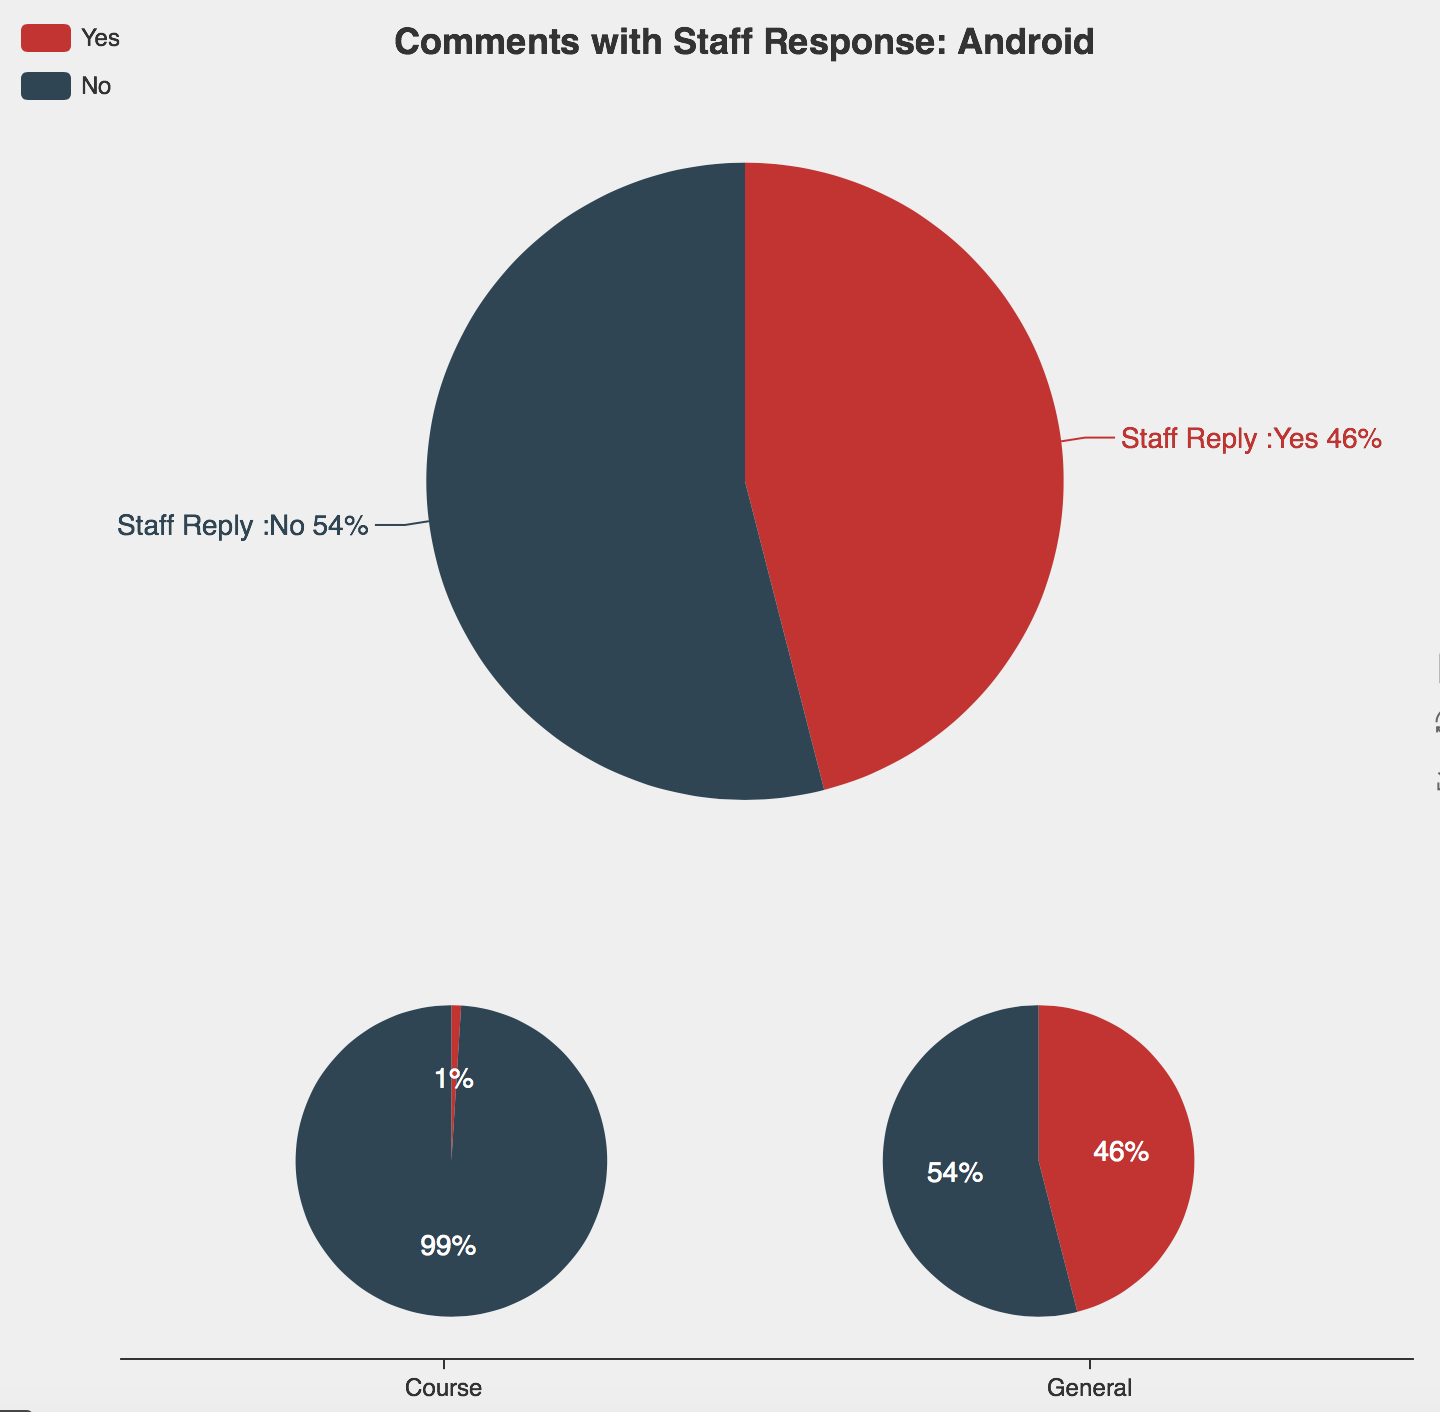 Yes
No
Comments with Staff Response: Android
Staff Reply :Yes 46%
Staff Reply :No 54%
1%
99%
46%
54%
Course
General